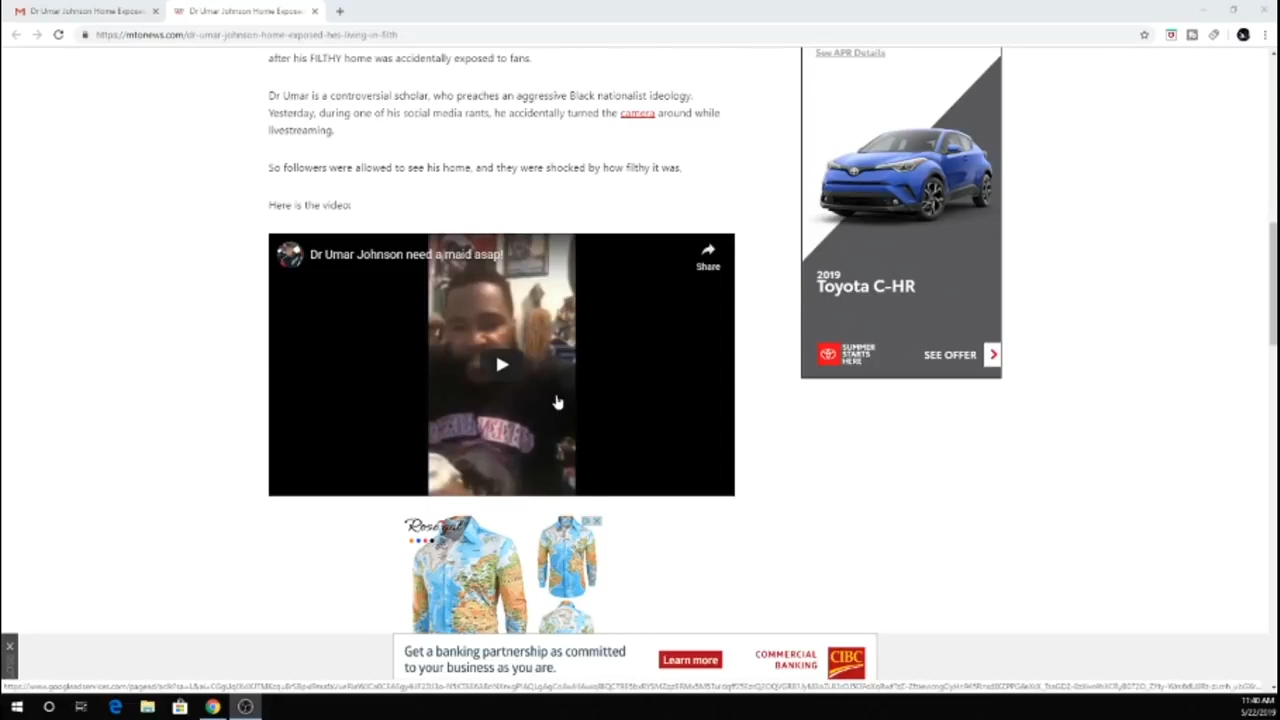 Dr Umar Johnson Home Expose
Dr Umar Johnson Home Expose
https://mtonews.com/dr-umar-johnson-home-exposed-hes-living-in-filth
after his FILTHY home was accidentally exposed to fans.
Dr Umar is a controversial scholar, who preaches an aggressive Black nationalist ideology.
Yesterday, during one of his social media rants, he accidentally turned the camera around while
livestreaming.
So followers were allowed to see his home, and they were shocked by how filthy it was.
Here is the video:
Dr Umar Johnson need a maid asap!
Share
See APR Details
2019
Toyota C-HR
SUMMER
STARTS
HERE
SEE OFFER
Rosegal
Get a banking partnership as committed
to your business as you are.
Learn more
COMMERCIAL
BANKING
CIBC
11:40 AM
5/22/2019